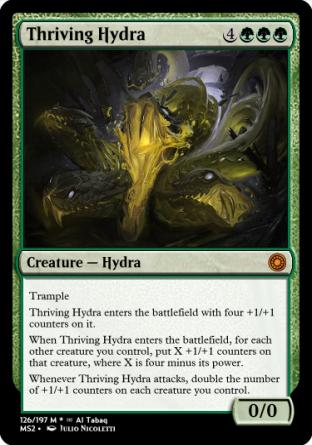 Thriving Hydra 4
Creature — Hydra
Trample
Thriving Hydra enters the battlefield with four +1/+1
counters on it.
When Thriving Hydra enters the battlefield, for each
other creature you control, put X +1/+1 counters on
that creature, where X is four minus its power.
Whenever Thriving Hydra attacks, double the number
of +1/+1 counters on each creature you control.
0/0
126/197 M * AI Tabaq
MS2 • Julio Nicoletti